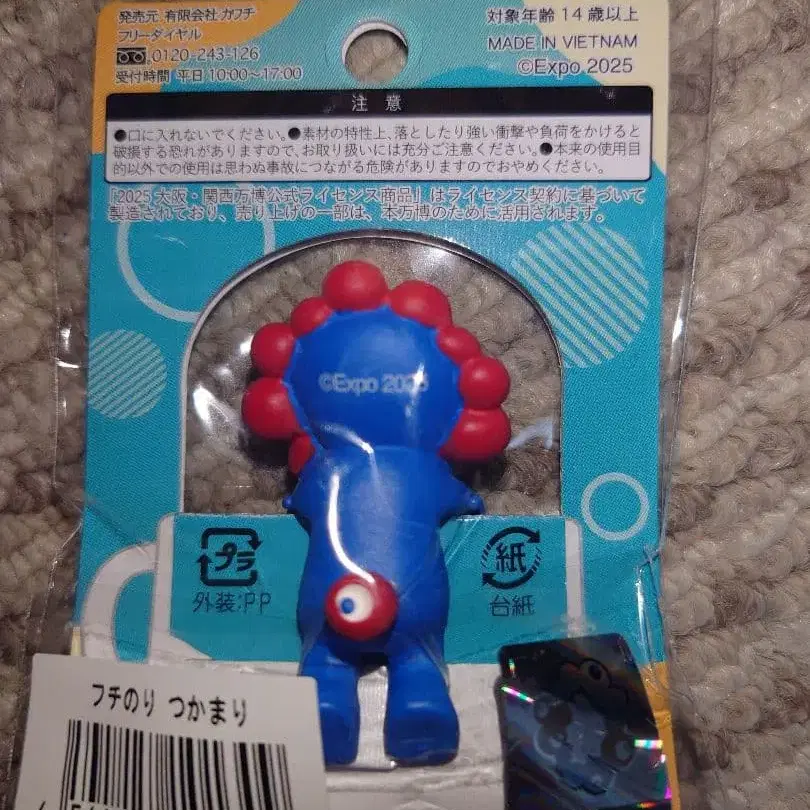 発売元 有限会社 カワチ
フリーダイヤル
0120-243-126
受付時間 平日 10:00~17:00
対象年齢 14歳以上
MADE IN VIETNAM
©Expo 2025
注意
●口に入れないでください。●素材の特性上、落としたり強い衝撃や負荷をかけると
破損する恐れがありますので、お取り扱いには充分ご注意ください。●本来の使用目
的以外での使用は思わぬ事故につながる危険がありますのでおやめください。
「2025 大阪・関西万博公式ライセンス商品」はライセンス契約に基づいて
製造されており、売り上げの一部は、本万博のために活用されます。
©Expo 2025
プラ
外装:PP
紙
台紙
フチのり つかまり